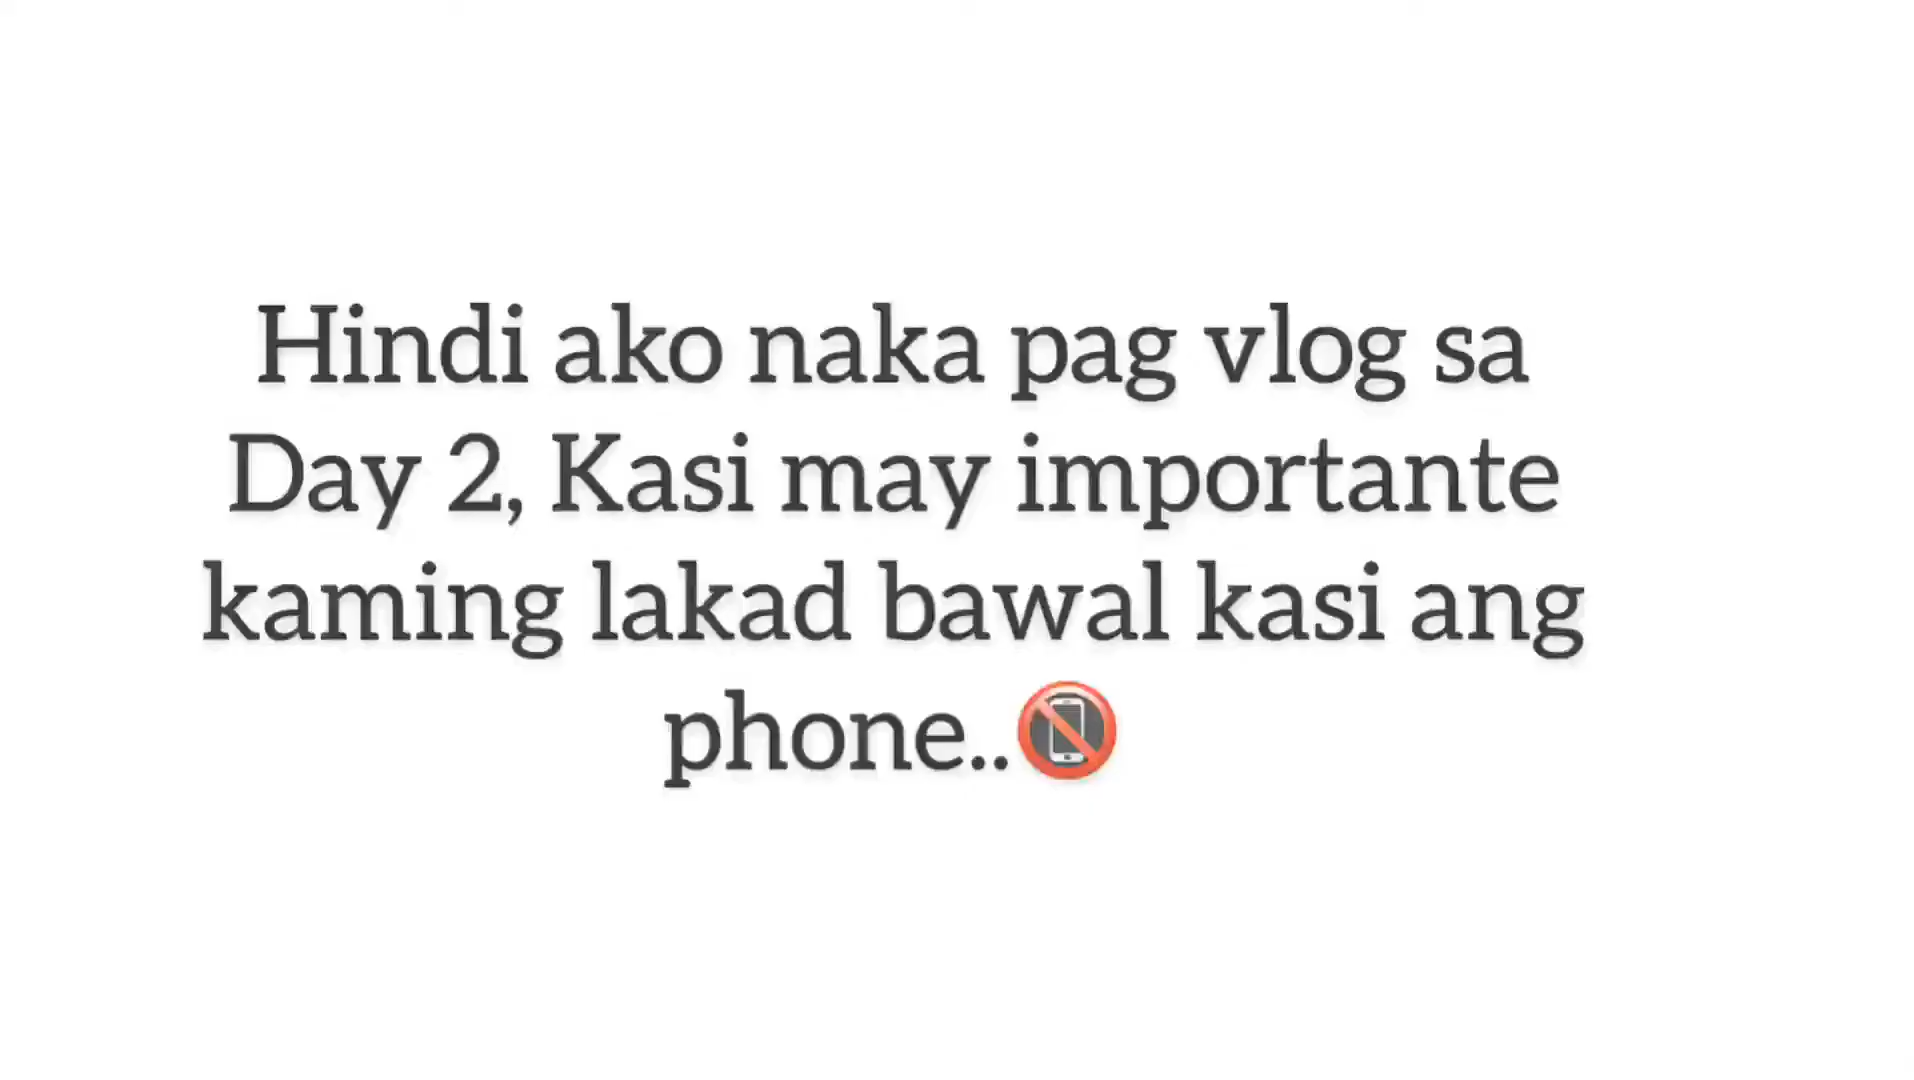 Hindi ako naka pag vlog sa
Day 2, Kasi may importante
kaming lakad bawal kasi ang
phone..📵